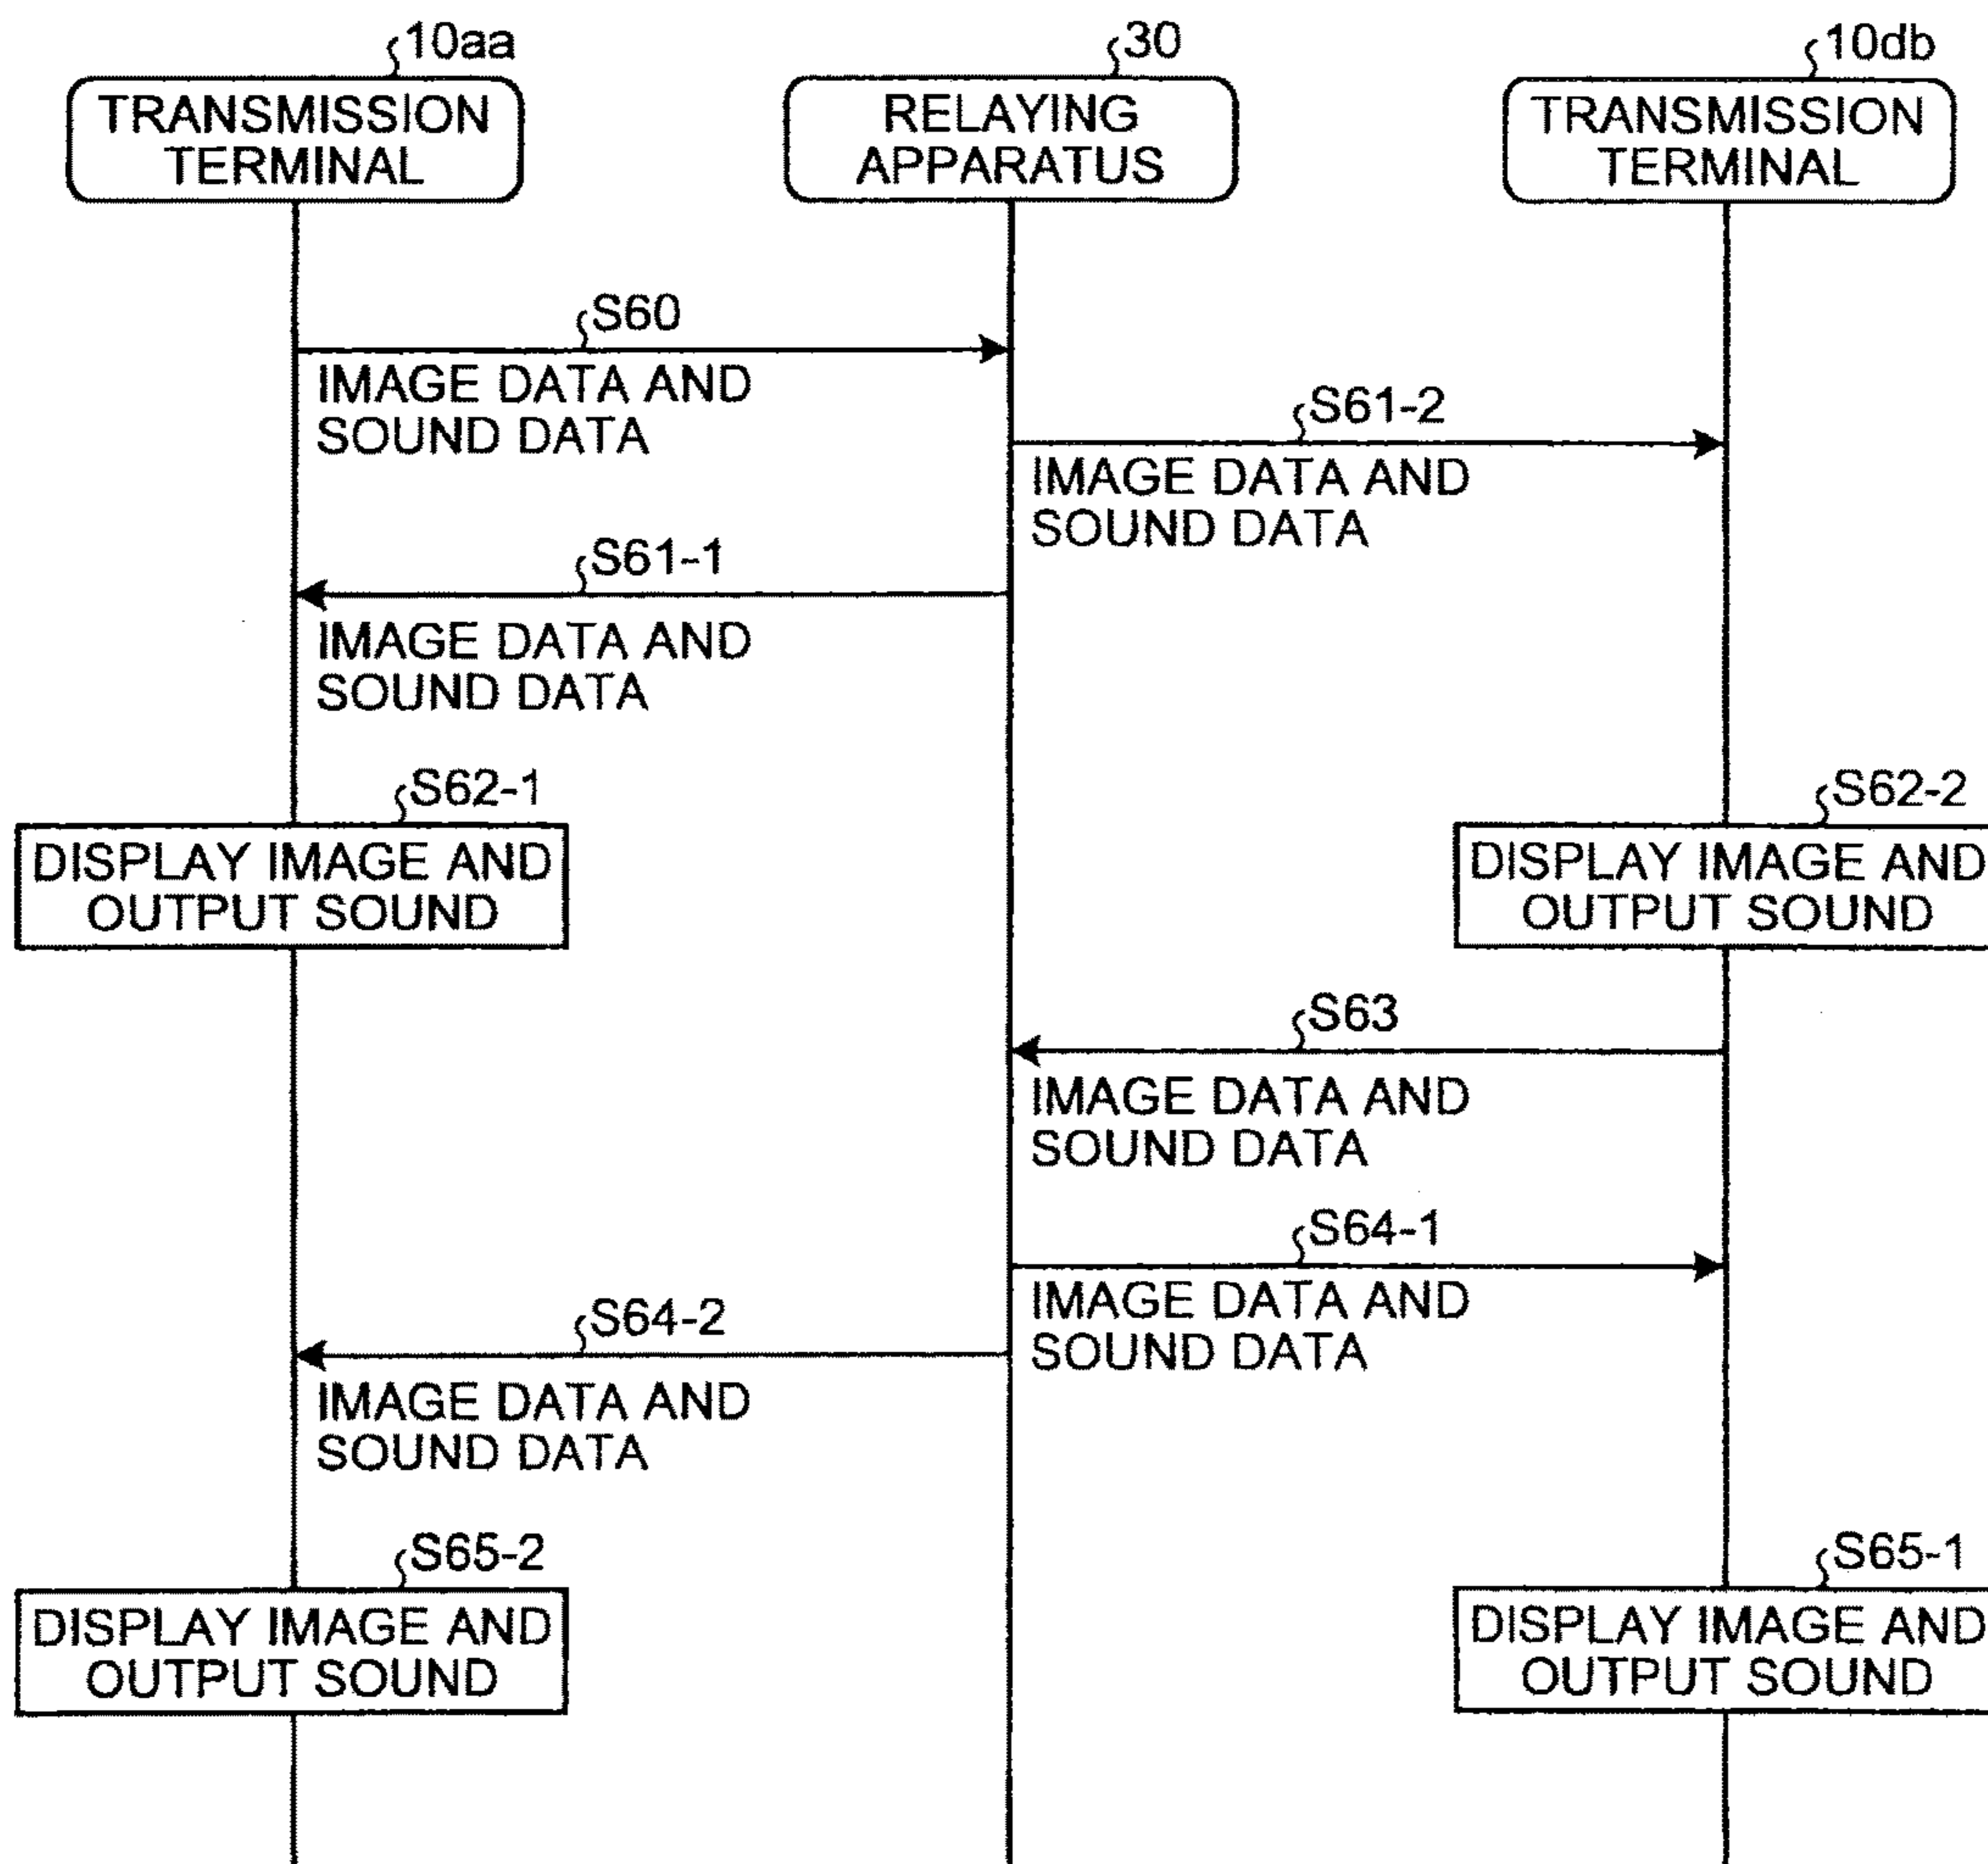 10aa
30
10db
TRANSMISSION
TERMINAL
RELAYING
APPARATUS
TRANSMISSION
TERMINAL
S60
IMAGE DATA AND
SOUND DATA
S61-2
IMAGE DATA AND
SOUND DATA
S61-1
IMAGE DATA AND
SOUND DATA
S62-1
DISPLAY IMAGE AND
OUTPUT SOUND
S62-2
DISPLAY IMAGE AND
OUTPUT SOUND
S63
IMAGE DATA AND
SOUND DATA
S64-1
IMAGE DATA AND
SOUND DATA
S64-2
IMAGE DATA AND
SOUND DATA
S65-2
DISPLAY IMAGE AND
OUTPUT SOUND
S65-1
DISPLAY IMAGE AND
OUTPUT SOUND